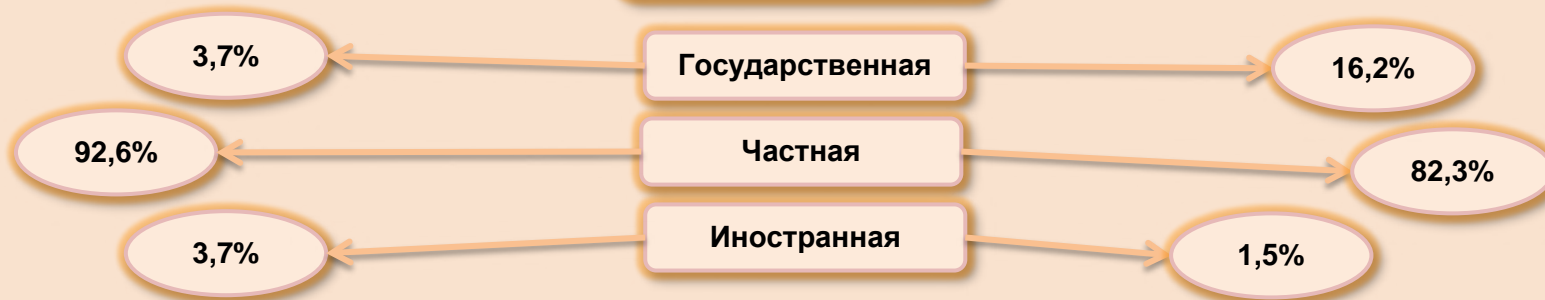 3,7%
Государственная
16,2%
92,6%
Частная
82,3%
3,7%
Иностранная
1,5%